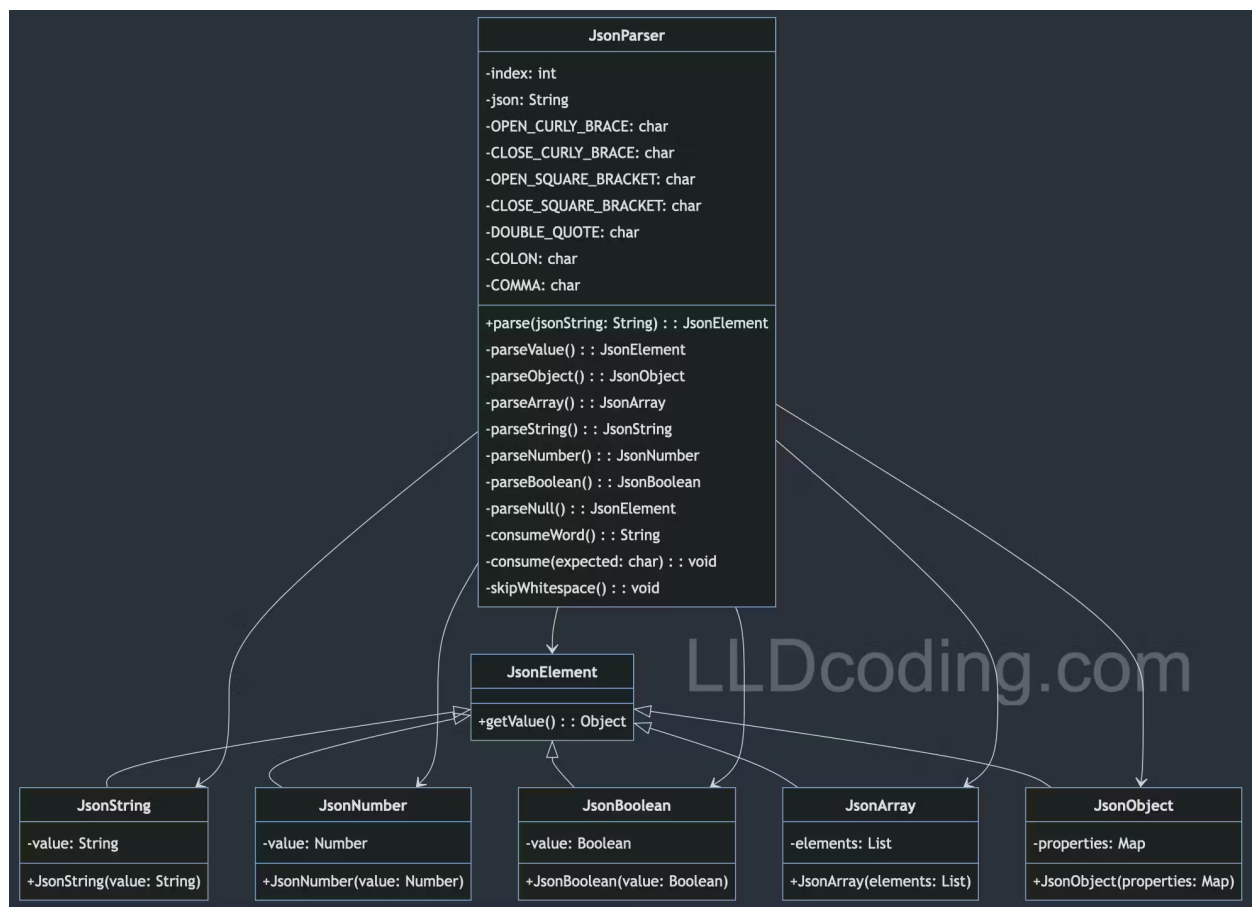 JsonParser
-index: int
-json: String
-OPEN_CURLY_BRACE: char
-CLOSE_CURLY_BRACE: char
-OPEN_SQUARE_BRACKET: char
-CLOSE_SQUARE_BRACKET: char
-DOUBLE_QUOTE: char
-COLON: char
-COMMA: char
+parse(jsonString: String) : : JsonElement
-parseValue() : : JsonElement
-parseObject() : : JsonObject
-parseArray() : : JsonArray
-parseString() : : JsonString
-parseNumber() : : JsonNumber
-parseBoolean() : : JsonBoolean
-parseNull() : : JsonElement
-consumeWord() : : String
-consume(expected: char) : : void
-skipWhitespace() : : void
LLDcoding.com
JsonElement
+getValue() : : Object
JsonString
-value: String
+JsonString(value: String)
JsonNumber
-value: Number
+JsonNumber(value: Number)
JsonBoolean
-value: Boolean
+JsonBoolean(value: Boolean)
JsonArray
-elements: List
+JsonArray(elements: List)
JsonObject
-properties: Map
+JsonObject(properties: Map)